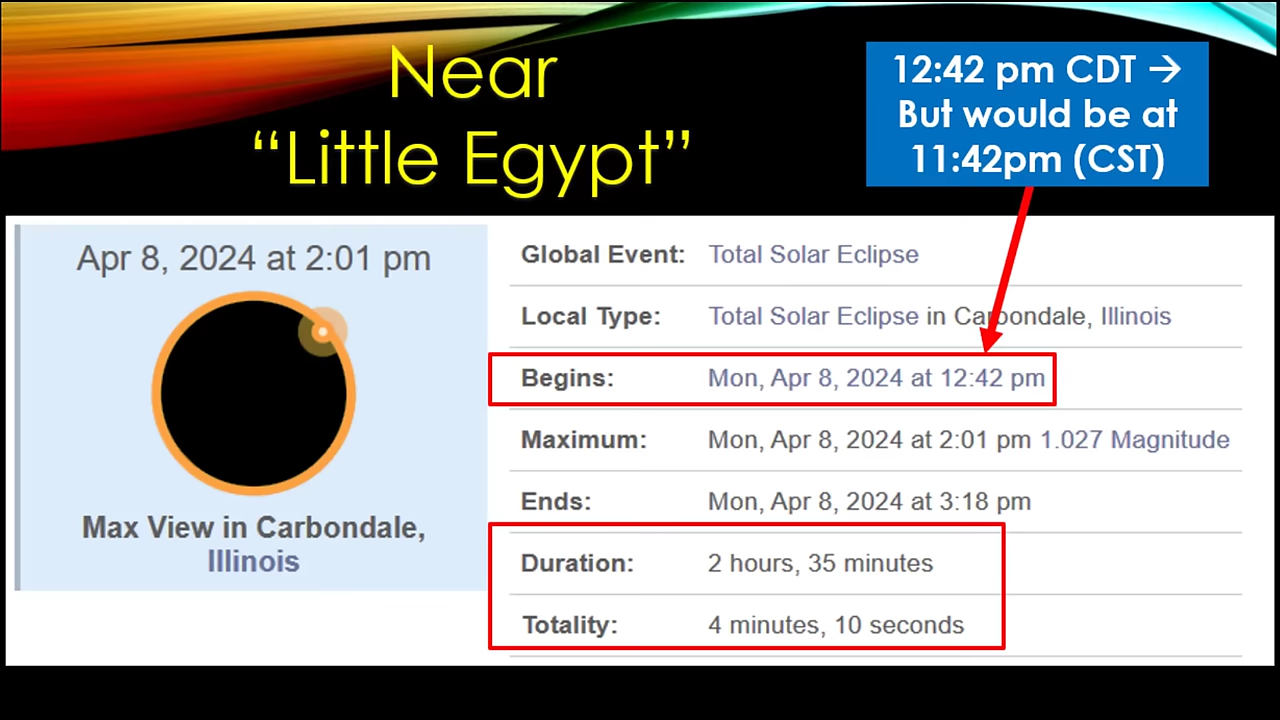 Near
“Little Egypt”
12:42 pm CDT →
But would be at
11:42pm (CST)
Apr 8, 2024 at 2:01 pm
Max View in Carbondale,
Illinois
Global Event: Total Solar Eclipse
Local Type: Total Solar Eclipse in Carbondale, Illinois
Begins: Mon, Apr 8, 2024 at 12:42 pm
Maximum: Mon, Apr 8, 2024 at 2:01 pm 1.027 Magnitude
Ends: Mon, Apr 8, 2024 at 3:18 pm
Duration: 2 hours, 35 minutes
Totality: 4 minutes, 10 seconds